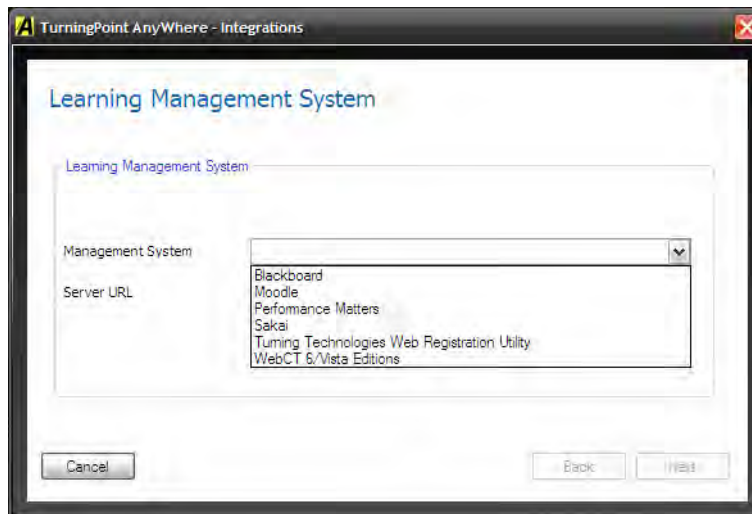 TurningPoint AnyWhere - Integrations
Learning Management System
Learning Management System
Management System
Blackboard
Moodle
Server URL
Performance Matters
Sakai
Turning Technologies Web Registration Utility
WebCT 6/Vista Editions
Cancel
Back
Next